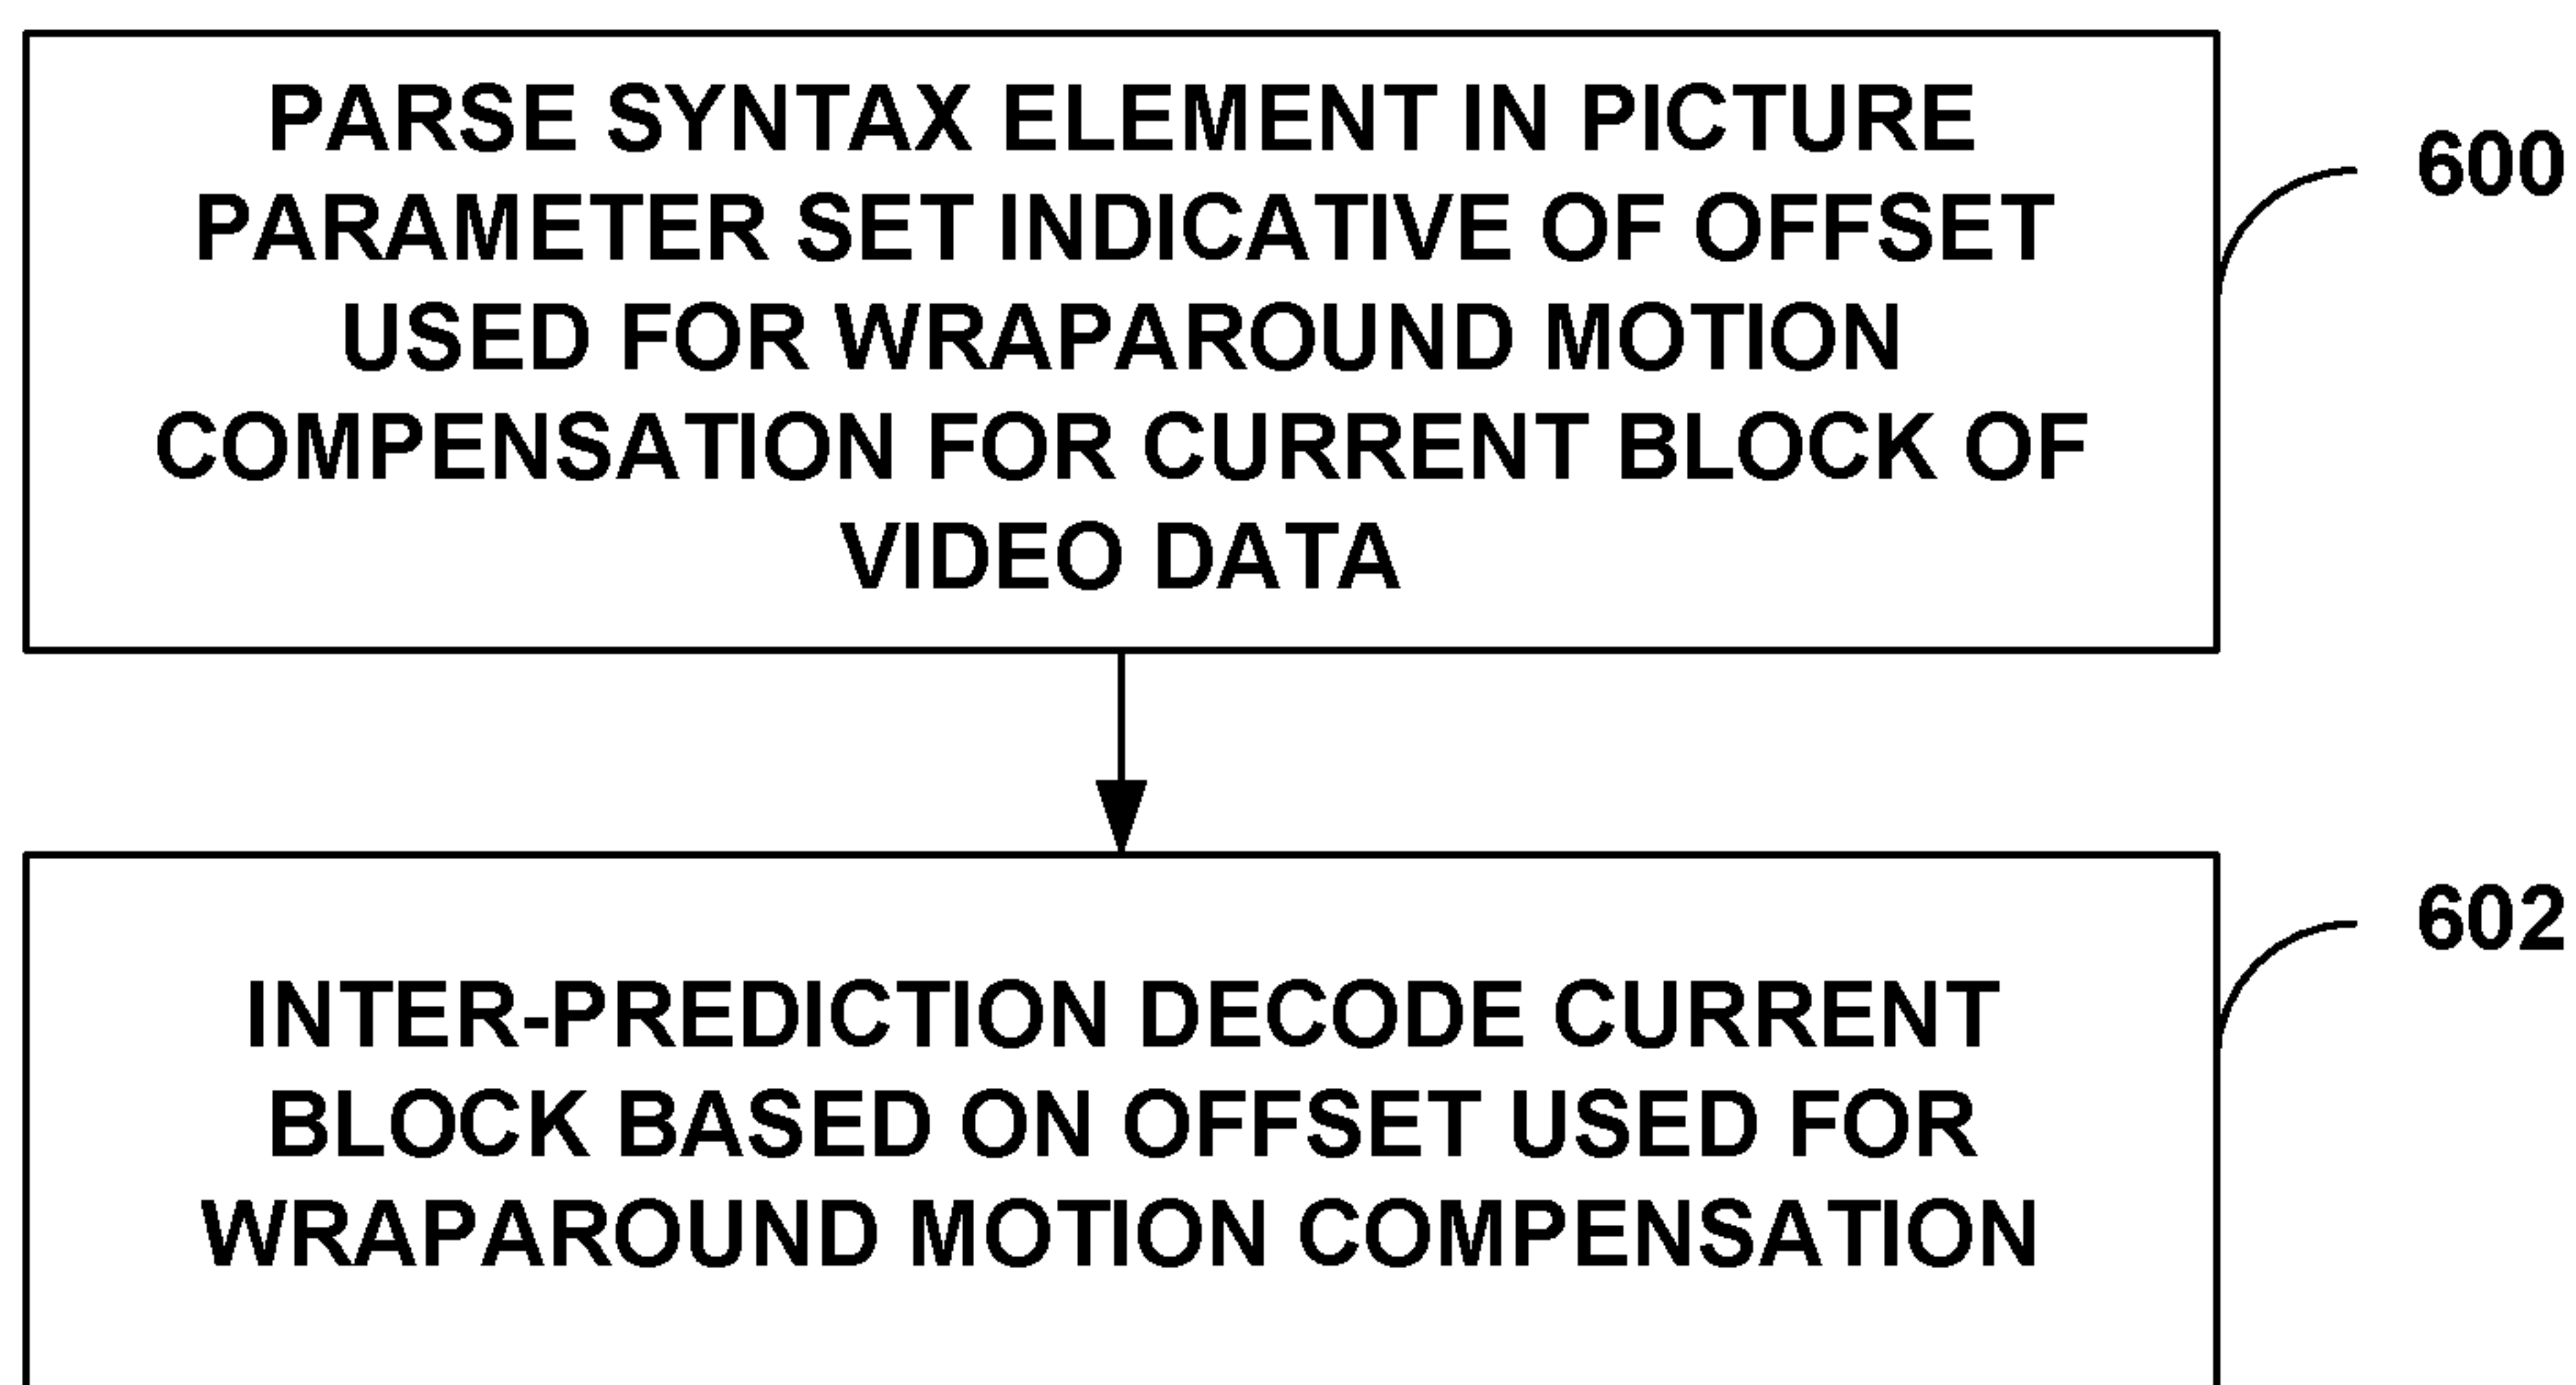 PARSE SYNTAX ELEMENT IN PICTURE
PARAMETER SET INDICATIVE OF OFFSET
USED FOR WRAPAROUND MOTION
COMPENSATION FOR CURRENT BLOCK OF
VIDEO DATA
600
INTER-PREDICTION DECODE CURRENT
BLOCK BASED ON OFFSET USED FOR
WRAPAROUND MOTION COMPENSATION
602